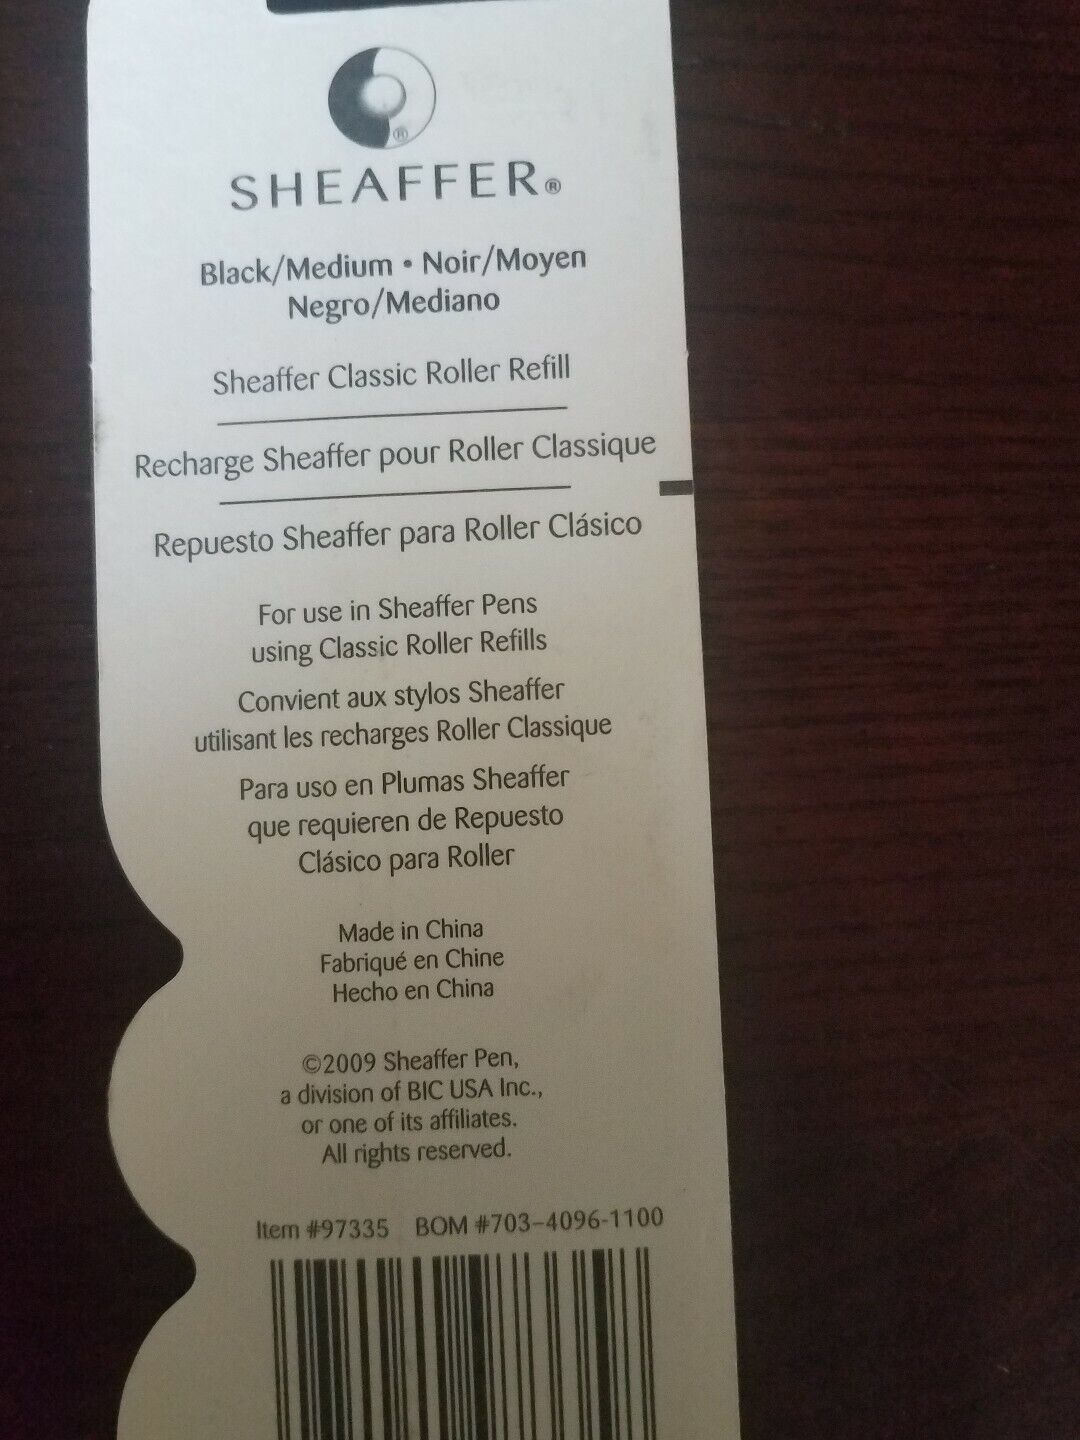 ®
SHEAFFER®
Black/Medium • Noir/Moyen
Negro/Mediano
Sheaffer Classic Roller Refill
Recharge Sheaffer pour Roller Classique
Repuesto Sheaffer para Roller Clásico
For use in Sheaffer Pens
using Classic Roller Refills
Convient aux stylos Sheaffer
utilisant les recharges Roller Classique
Para uso en Plumas Sheaffer
que requieren de Repuesto
Clásico para Roller
Made in China
Fabriqué en Chine
Hecho en China
©2009 Sheaffer Pen,
a division of BIC USA Inc.,
or one of its affiliates.
All rights reserved.
Item #97335 BOM #703-4096-1100